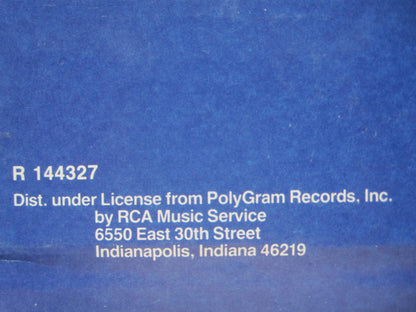 R 144327
Dist. under License from PolyGram Records, Inc.
by RCA Music Service
6550 East 30th Street
Indianapolis, Indiana 46219